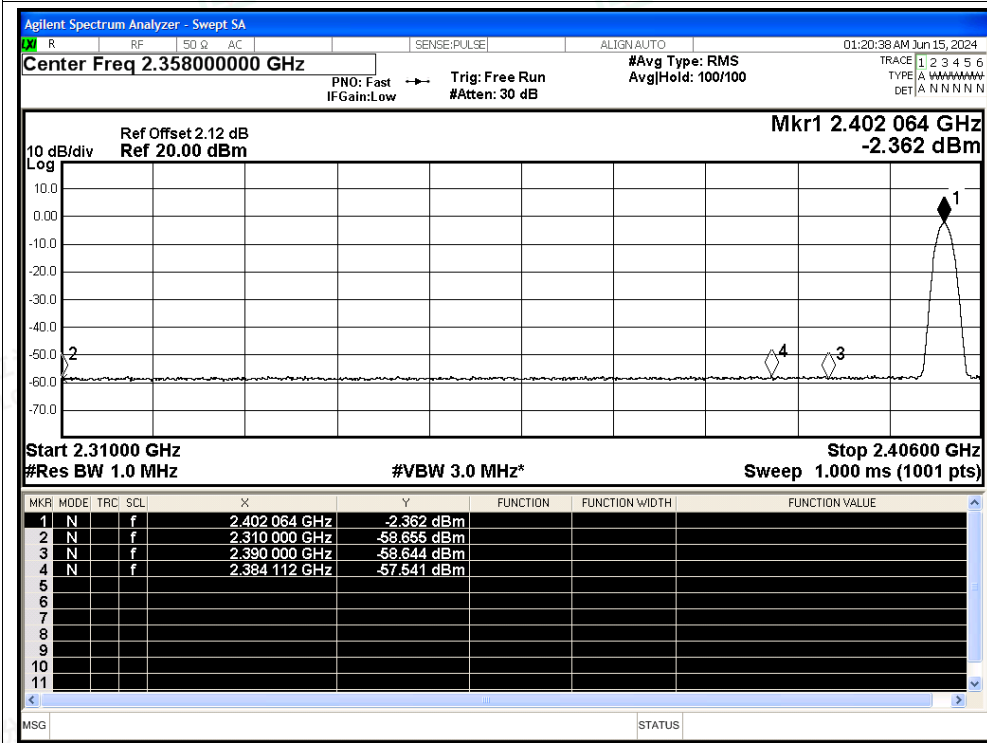 Agilent Spectrum Analyzer - Swept SA
LXI R RF 50 Ω AC SENSE:PULSE ALIGN AUTO 01:20:38 AM Jun 15, 2024
Center Freq 2.358000000 GHz
PNO: Fast
IFGain:Low
Trig: Free Run
#Atten: 30 dB
#Avg Type: RMS
Avg|Hold: 100/100
TRACE 1 2 3 4 5 6
TYPE A WWWWW
DET A N N N N N
Ref Offset 2.12 dB
10 dB/div Ref 20.00 dBm
Log
Mkr1 2.402 064 GHz
-2.362 dBm
10.0
0.00
-10.0
-20.0
-30.0
-40.0
-50.0
-60.0
-70.0
1
2
4
3
Start 2.31000 GHz Stop 2.40600 GHz
#Res BW 1.0 MHz #VBW 3.0 MHz* Sweep 1.000 ms (1001 pts)
MKR MODE TRC SCL X Y FUNCTION FUNCTION WIDTH FUNCTION VALUE
1 N f 2.402 064 GHz -2.362 dBm
2 N f 2.310 000 GHz -58.655 dBm
3 N f 2.390 000 GHz -58.644 dBm
4 N f 2.384 112 GHz -57.541 dBm
5
6
7
8
9
10
11
MSG STATUS